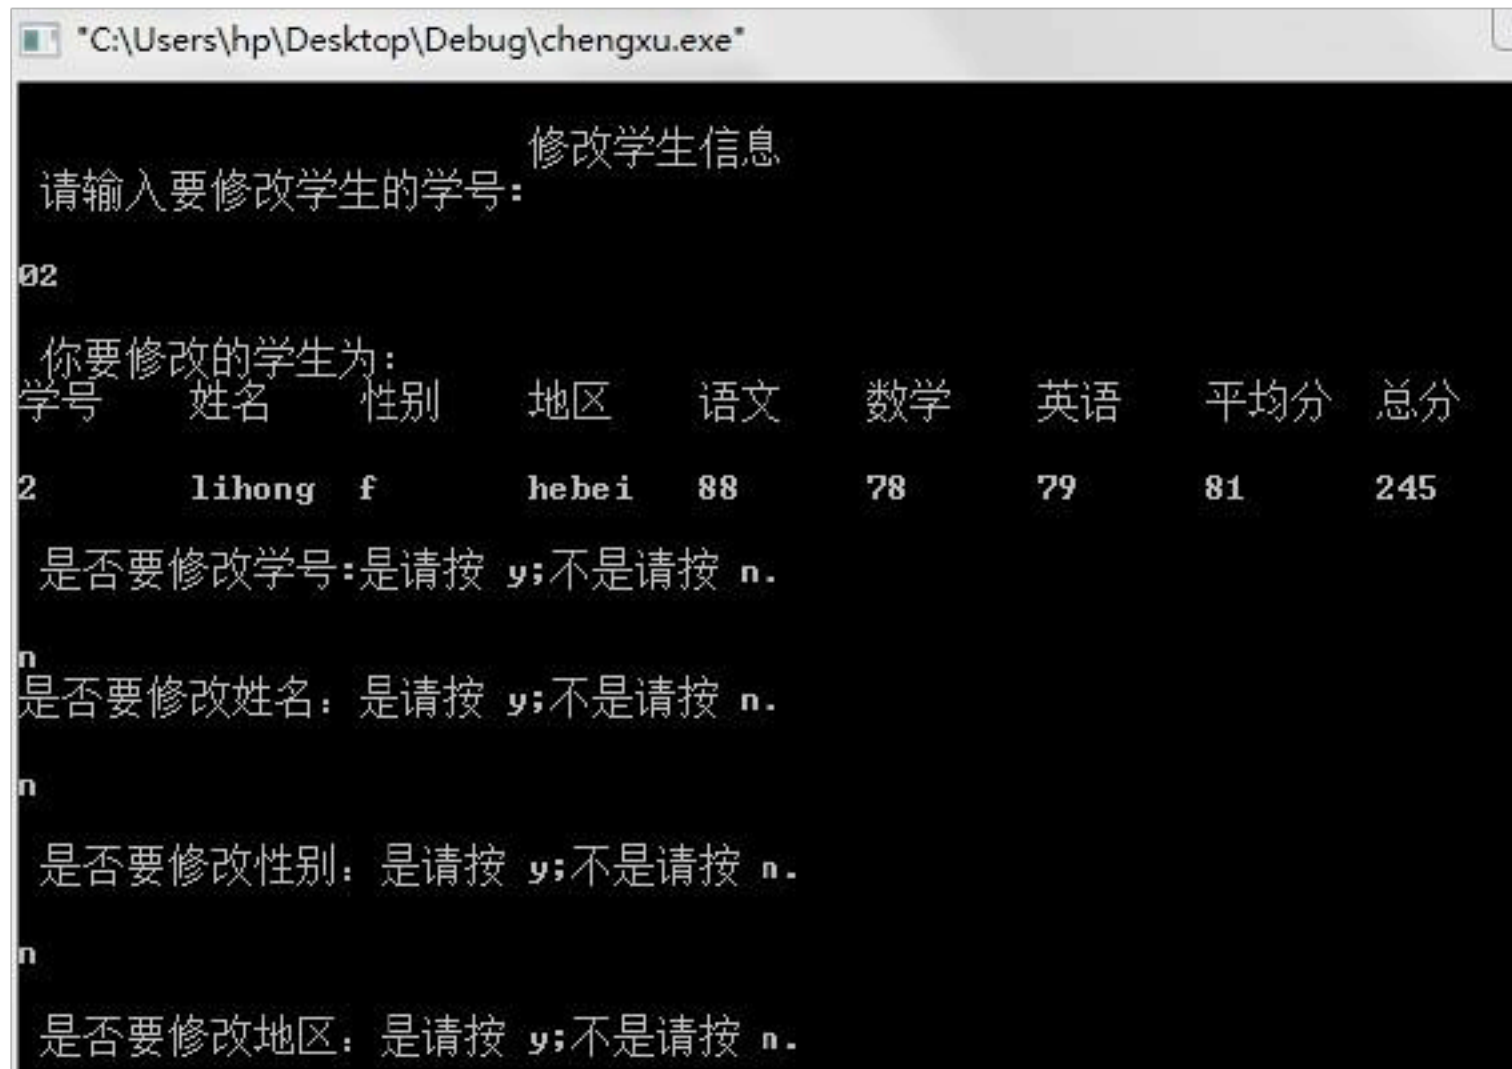 "C:\Users\hp\Desktop\Debug\chengxu.exe"
修改学生信息
请输入要修改学生的学号:
02
你要修改的学生为:
学号 姓名 性别 地区 语文 数学 英语 平均分 总分
2 lihong f hebei 88 78 79 81 245
是否要修改学号:是请按 y;不是请按 n.
n
是否要修改姓名：是请按 y;不是请按 n.
n
是否要修改性别：是请按 y;不是请按 n.
n
是否要修改地区：是请按 y;不是请按 n.